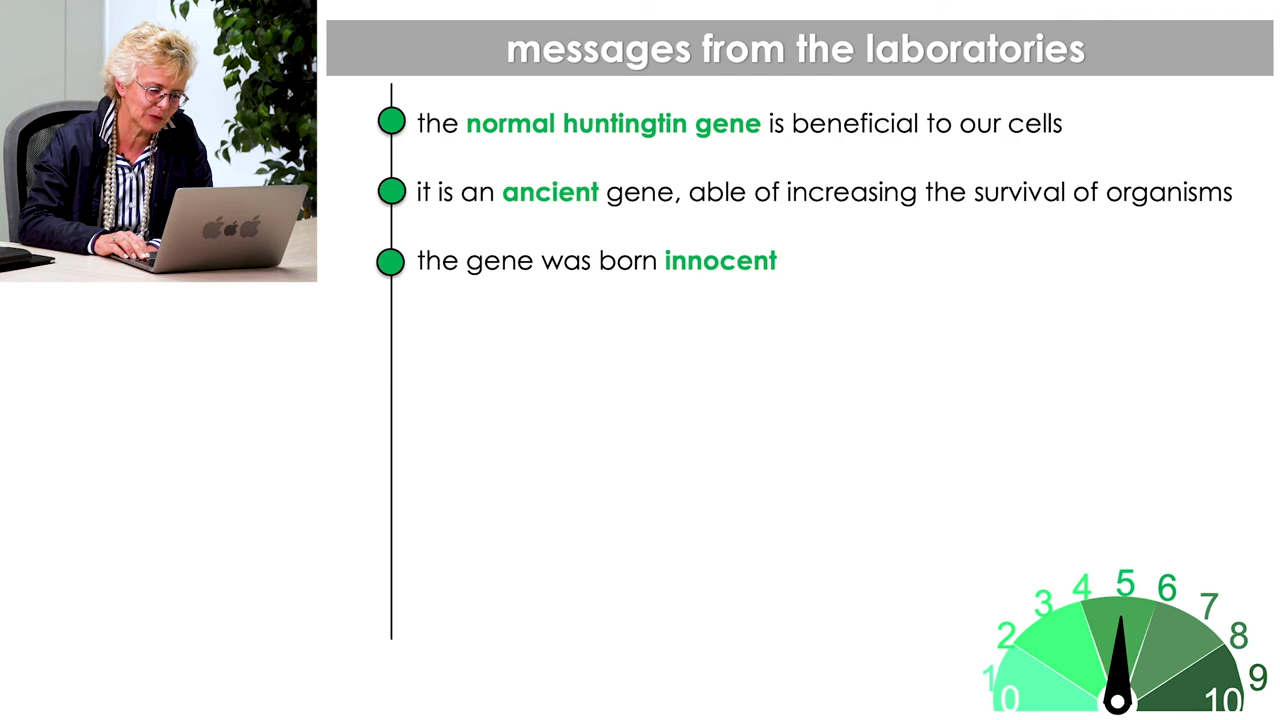 messages from the laboratories
the normal huntingtin gene is beneficial to our cells
it is an ancient gene, able of increasing the survival of organisms
the gene was born innocent
0
1
2
3
4
5
6
7
8
9
10